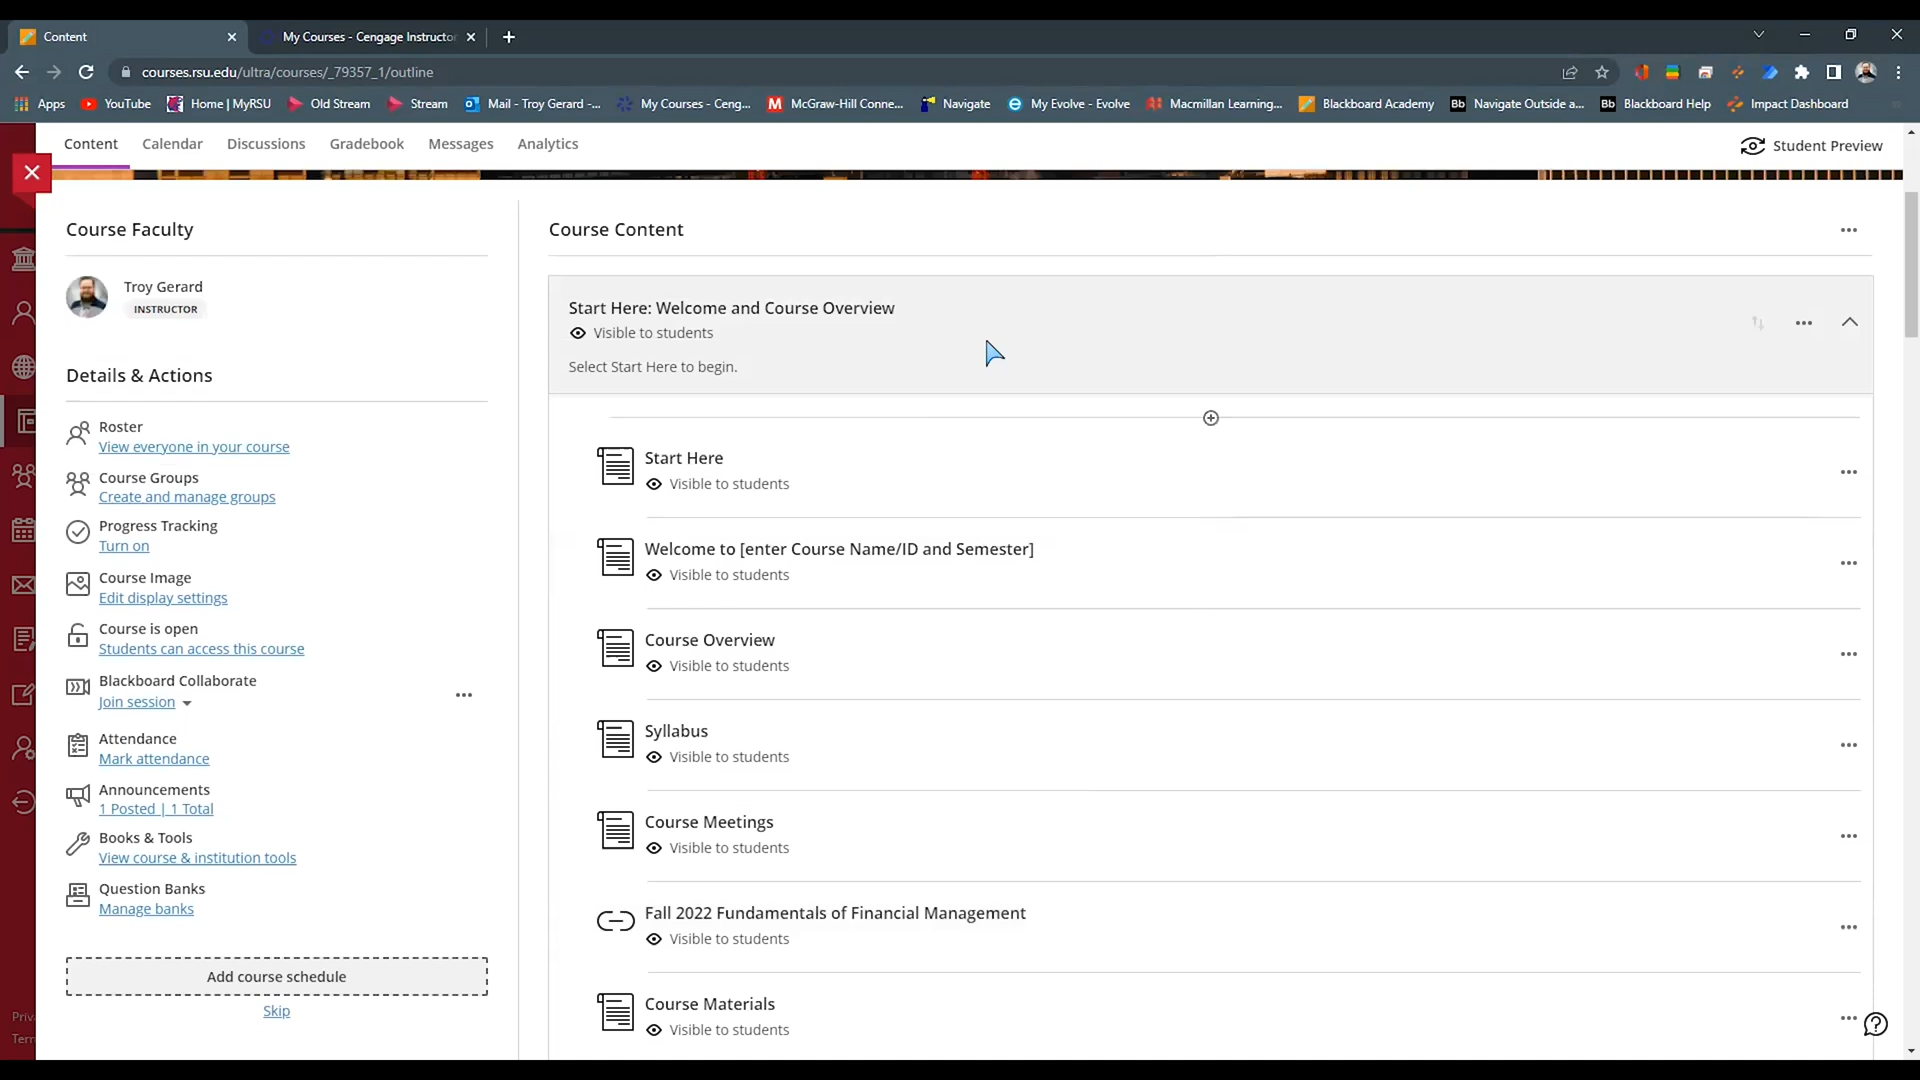 Content
My Courses - Cengage Instructor
courses.rsu.edu/ultra/courses/_79357_1/outline
Apps
YouTube
Home | MyRSU
Old Stream
Stream
Mail - Troy Gerard -...
My Courses - Ceng...
McGraw-Hill Conne...
Navigate
My Evolve - Evolve
Macmillan Learning...
Blackboard Academy
Bb Navigate Outside a...
Bb Blackboard Help
Impact Dashboard
Content
Calendar
Discussions
Gradebook
Messages
Analytics
Student Preview
Course Faculty
Troy Gerard
INSTRUCTOR
Details & Actions
Roster
View everyone in your course
Course Groups
Create and manage groups
Progress Tracking
Turn on
Course Image
Edit display settings
Course is open
Students can access this course
Blackboard Collaborate
Join session
Attendance
Mark attendance
Announcements
1 Posted | 1 Total
Books & Tools
View course & institution tools
Question Banks
Manage banks
Add course schedule
Skip
Priv
Tern
Course Content
Start Here: Welcome and Course Overview
Visible to students
Select Start Here to begin.
Start Here
Visible to students
Welcome to [enter Course Name/ID and Semester]
Visible to students
Course Overview
Visible to students
Syllabus
Visible to students
Course Meetings
Visible to students
Fall 2022 Fundamentals of Financial Management
Visible to students
Course Materials
Visible to students